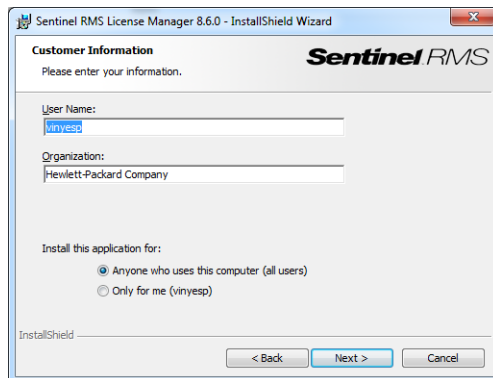 Sentinel RMS License Manager 8.6.0 - InstallShield Wizard
Customer Information
Please enter your information.
Sentinel RMS
User Name:
vinyesp
Organization:
Hewlett-Packard Company
Install this application for:
Anyone who uses this computer (all users)
Only for me (vinyesp)
InstallShield
< Back Next > Cancel